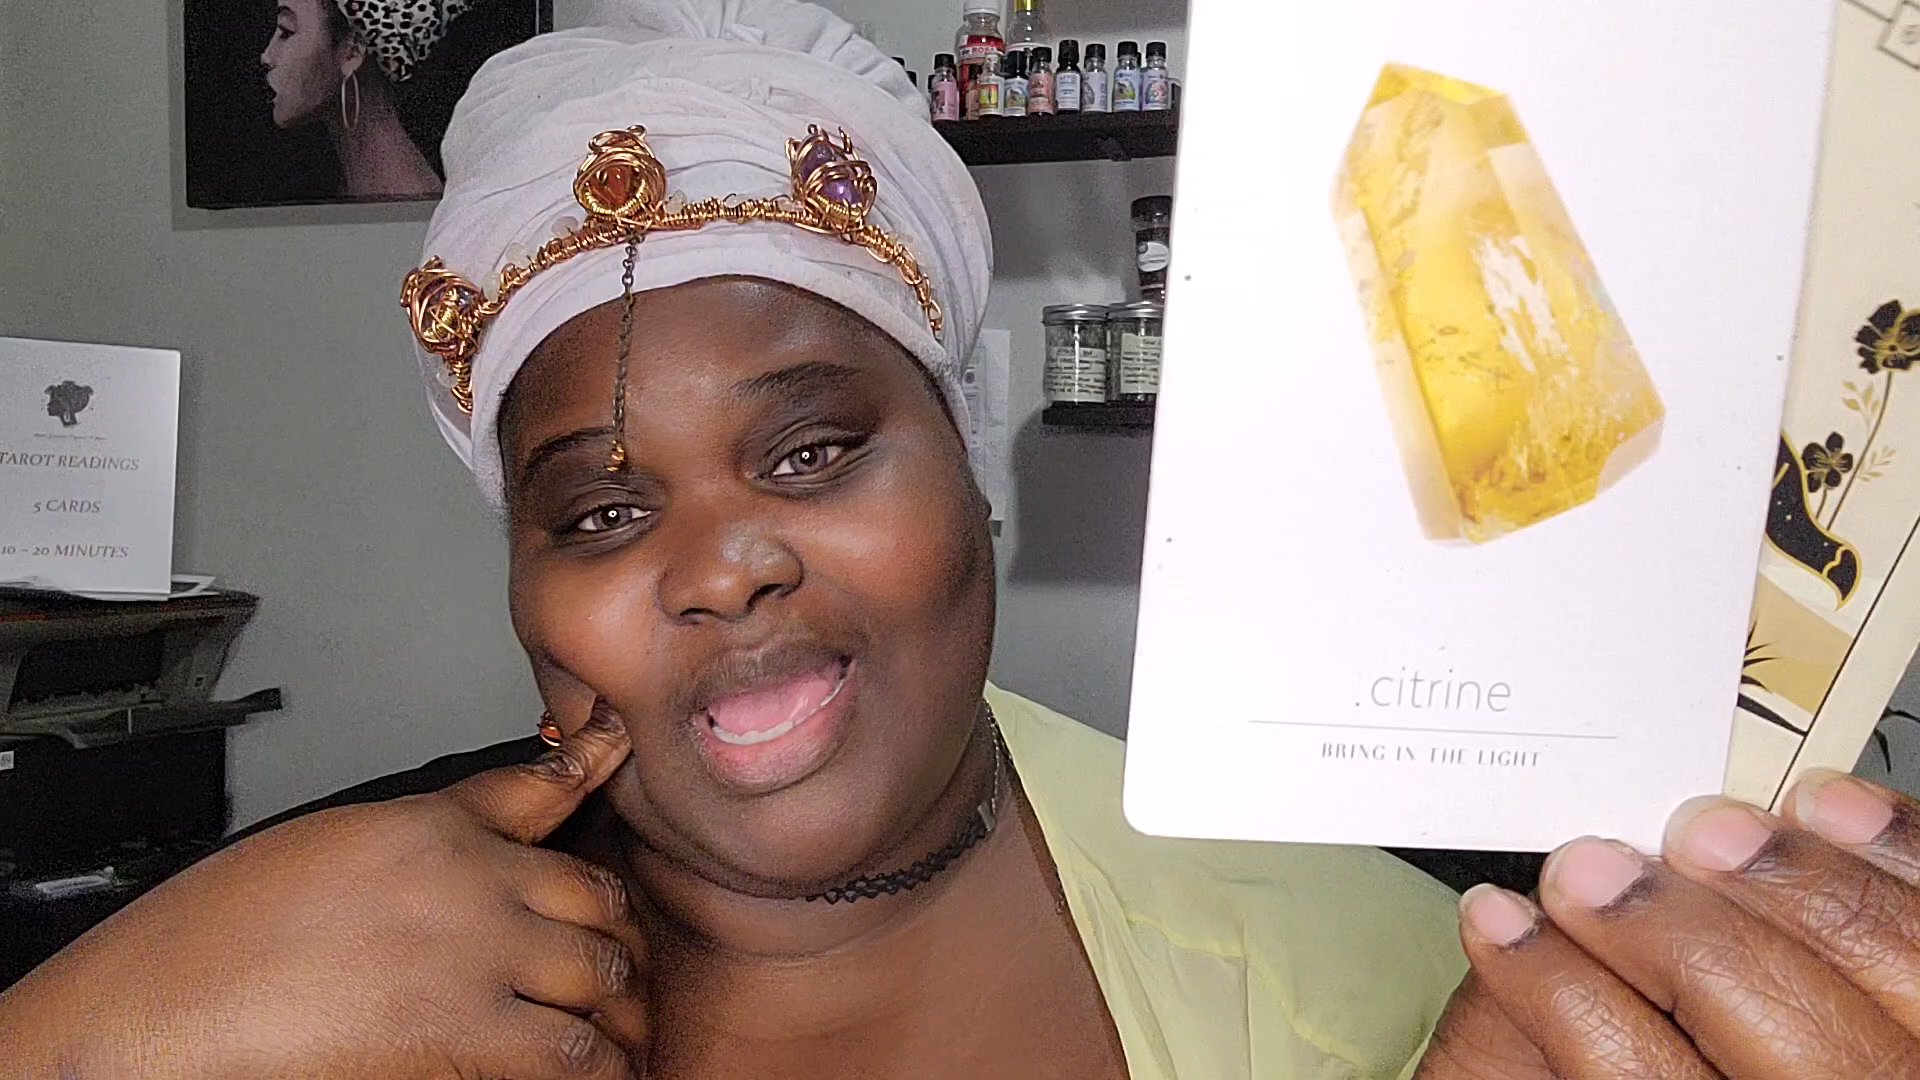 TAROT READINGS
5 CARDS
10 – 20 MINUTES
.citrine
BRING IN THE LIGHT